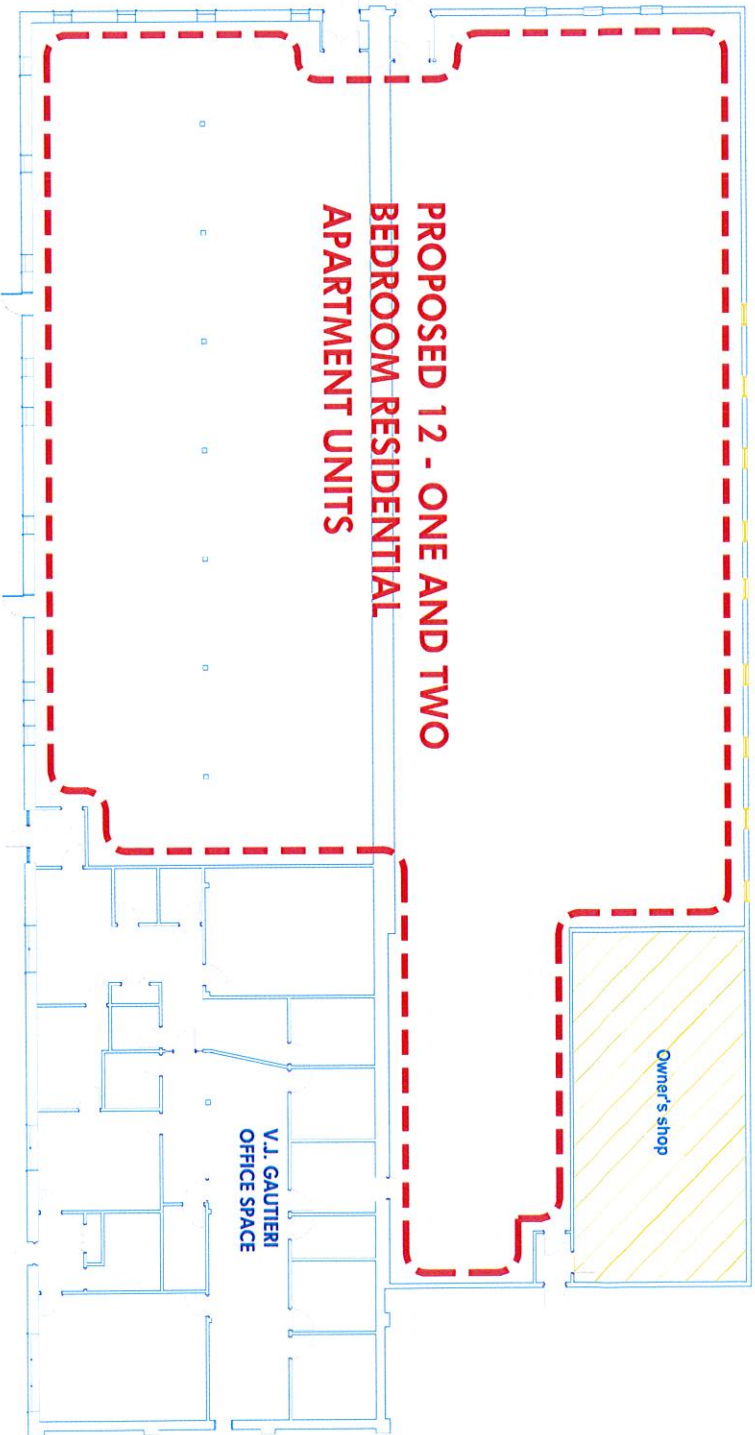 PROPOSED 12 - ONE AND TWO
BEDROOM RESIDENTIAL
APARTMENT UNITS
Owner's shop
V.J. GAUTIERI
OFFICE SPACE